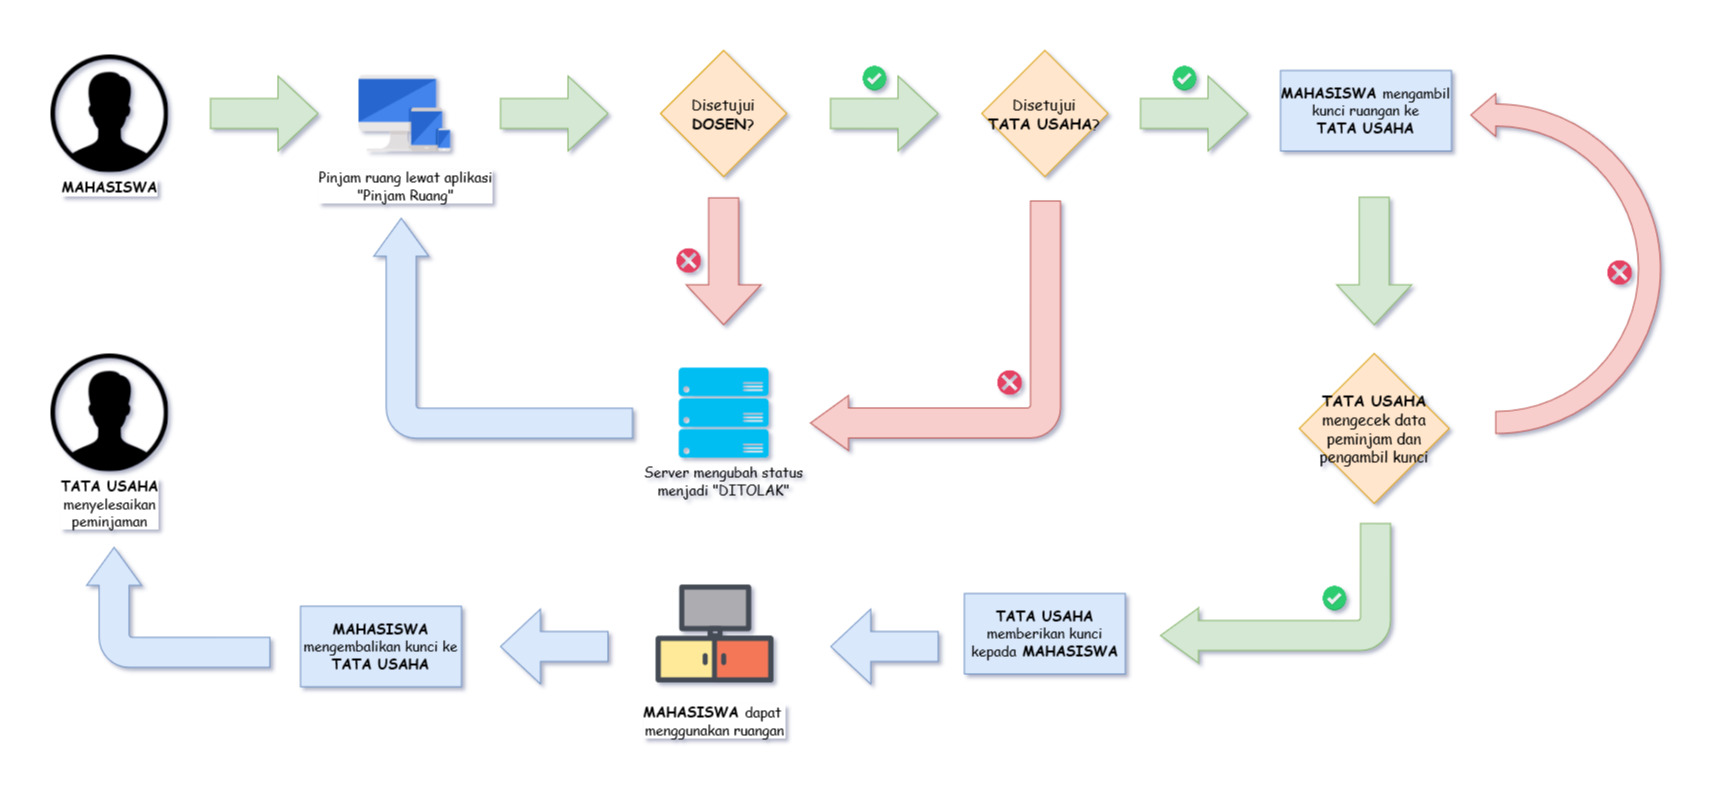 MAHASISWA
Pinjam ruang lewat aplikasi
"Pinjam Ruang"
Disetujui
DOSEN?
Disetujui
TATA USAHA?
MAHASISWA mengambil
kunci ruangan ke
TATA USAHA
Server mengubah status
menjadi "DITOLAK"
TATA USAHA
mengecek data
peminjam dan
pengambil kunci
TATA USAHA
menyelesaikan
peminjaman
MAHASISWA
mengembalikan kunci ke
TATA USAHA
MAHASISWA dapat
menggunakan ruangan
TATA USAHA
memberikan kunci
kepada MAHASISWA